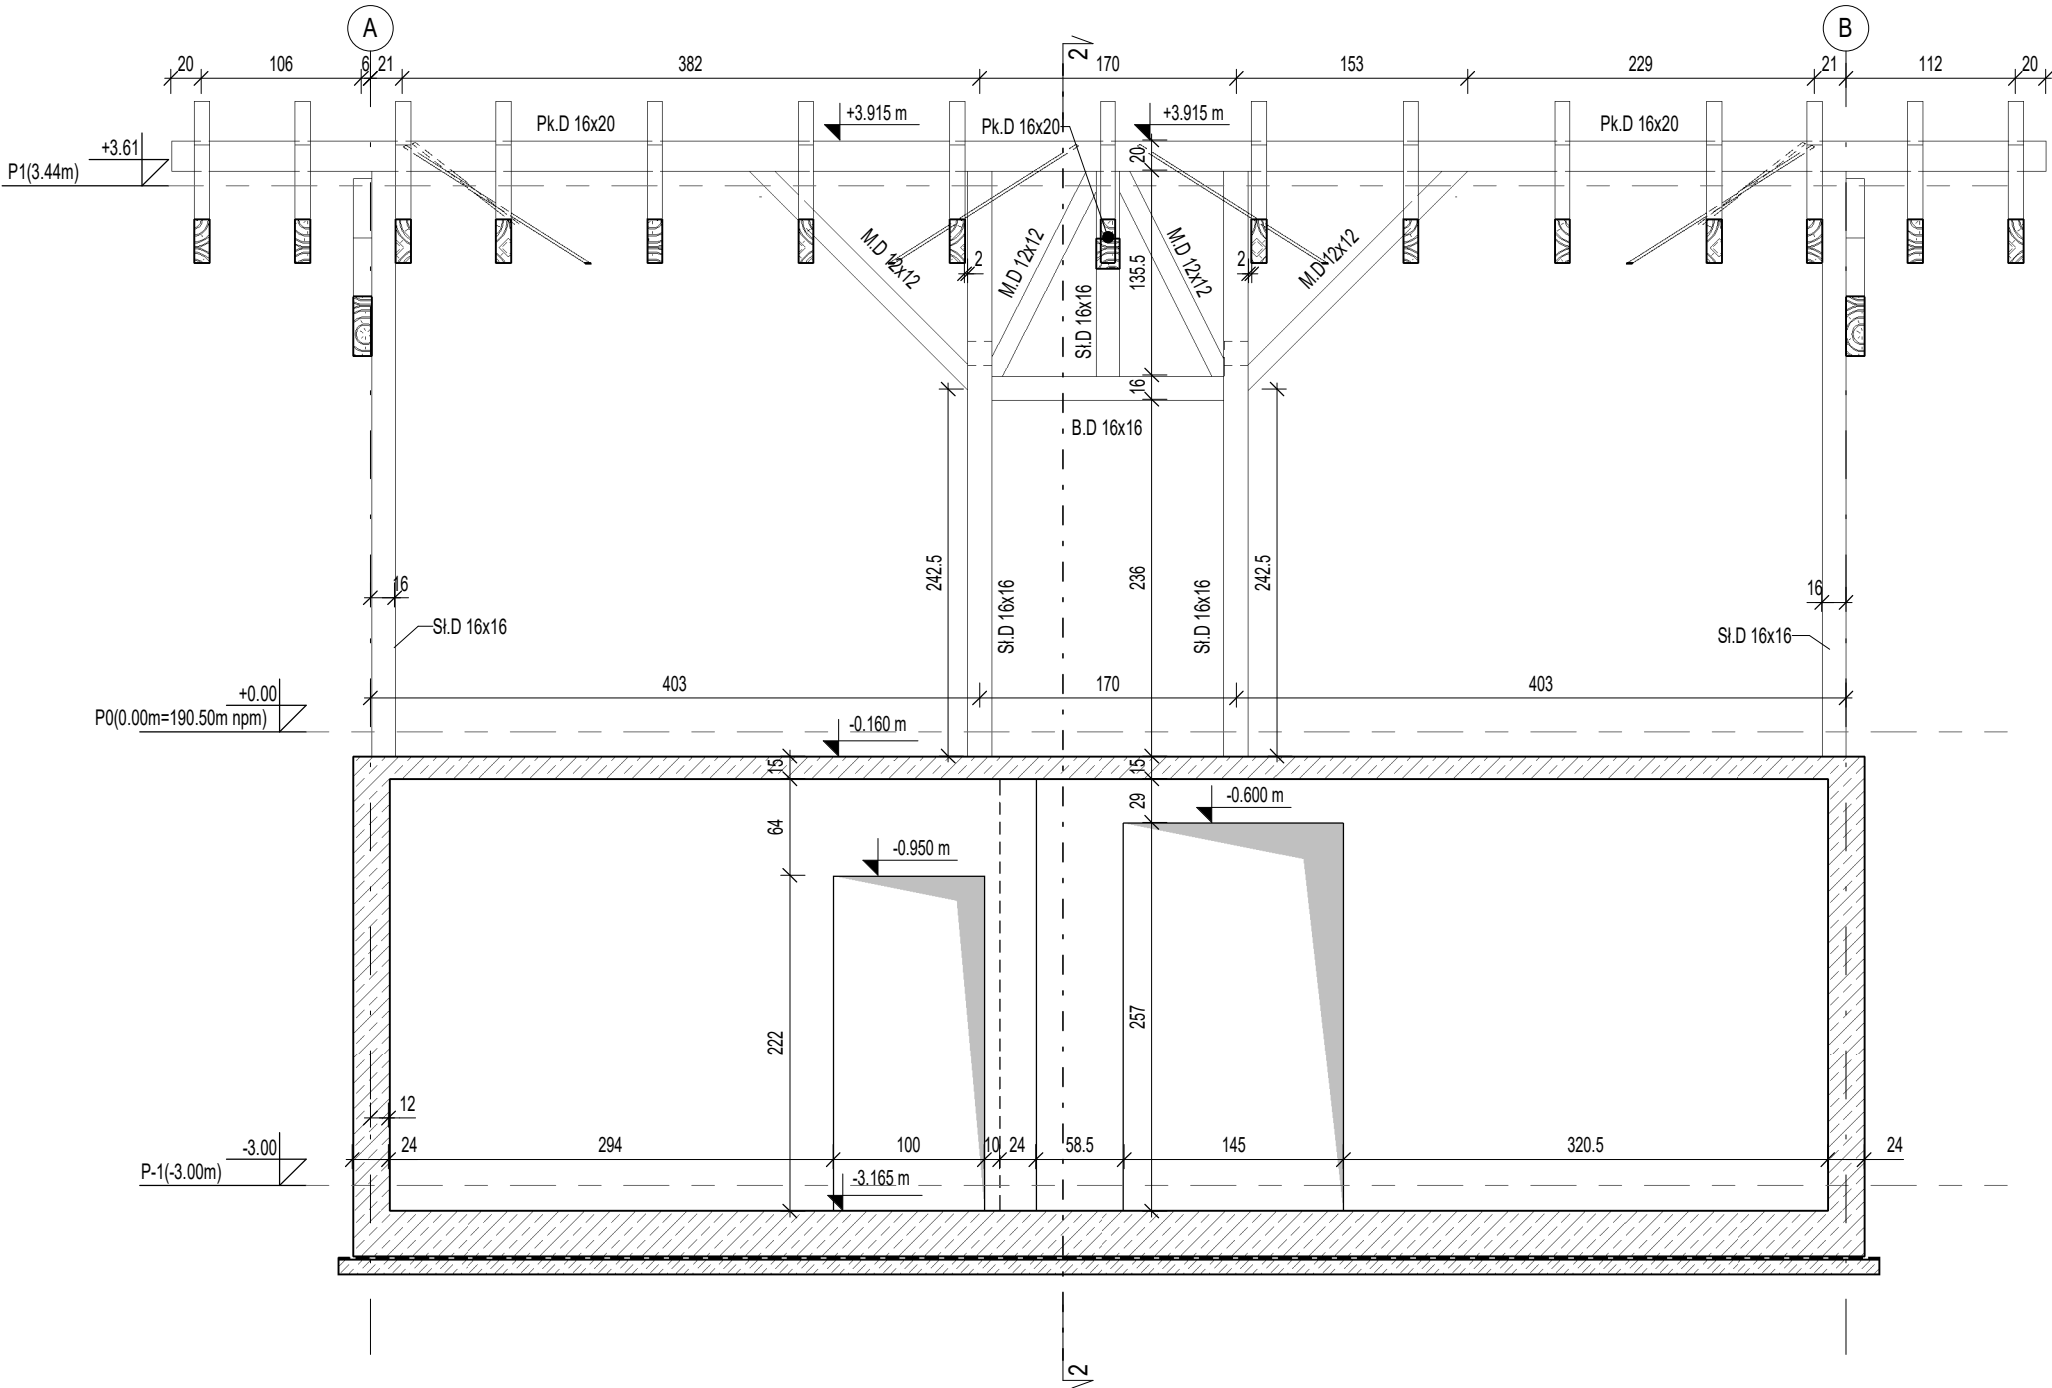 A
B
20
106
6
21
382
2
170
153
229
21
112
20
Pk.D 16x20
+3.915 m
Pk.D 16x20
+3.915 m
Pk.D 16x20
+3.61
P1(3.44m)
20
M.D 12x12
2
M.D 12x12
135.5
M.D 12x12
2
M.D 12x12
Sł.D 16x16
16
B.D 16x16
242.5
236
242.5
16
Sł.D 16x16
Sł.D 16x16
Sł.D 16x16
16
Sł.D 16x16
403
170
403
+0.00
P0(0.00m=190.50m npm)
-0.160 m
15
15
64
29
-0.600 m
-0.950 m
222
257
12
-3.00
P-1(-3.00m)
24
294
100
10
24
58.5
145
320.5
24
-3.165 m
2